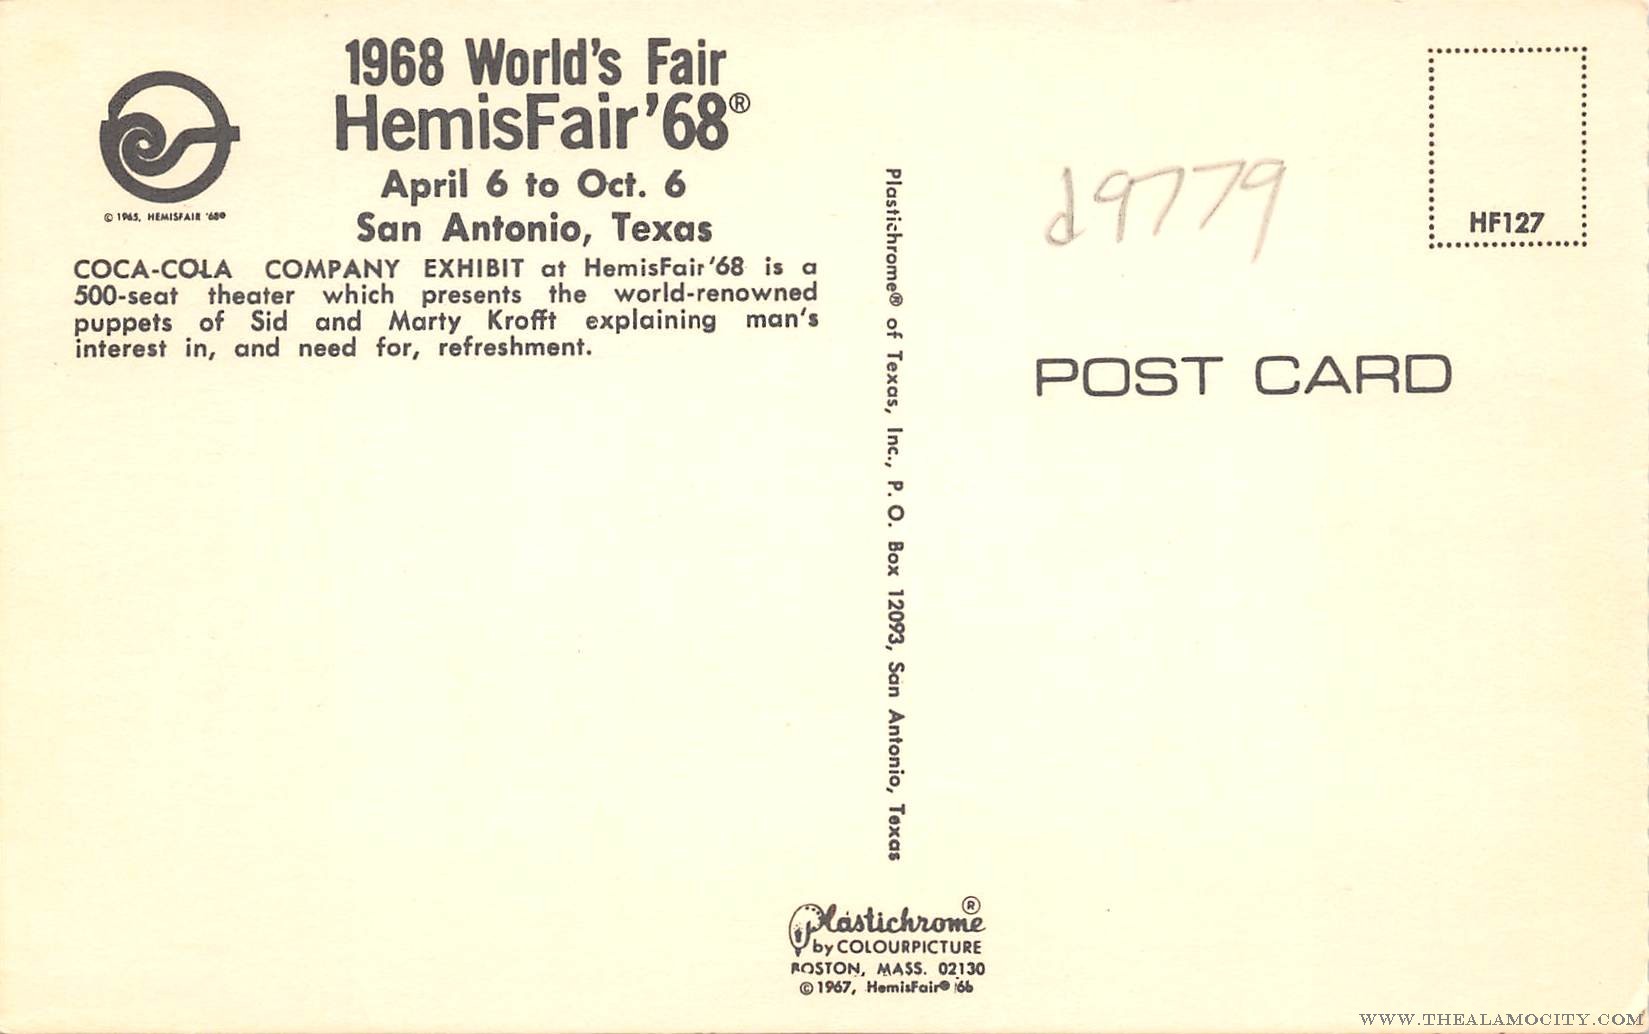 1968 World's Fair
HemisFair '68®
April 6 to Oct. 6
San Antonio, Texas
© 1965, HEMISFAIR '68®
COCA-COLA COMPANY EXHIBIT at HemisFair '68 is a
500-seat theater which presents the world-renowned
puppets of Sid and Marty Krofft explaining man's
interest in, and need for, refreshment.
Plastichrome® of Texas, Inc., P. O. Box 12093, San Antonio, Texas
Plastichrome®
by COLOURPICTURE
BOSTON, MASS. 02130
© 1967, HemisFair® '68
d9779
HF127
POST CARD
WWW.THEALAMOCITY.COM